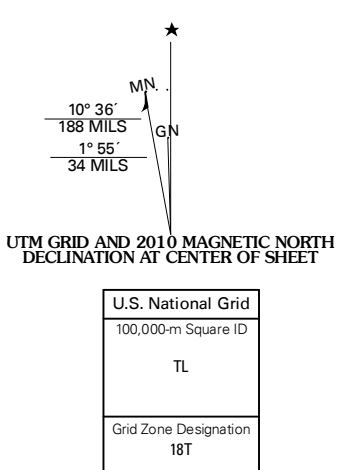 ★
MN
10° 36´
188 MILS
GN
1° 55´
34 MILS
UTM GRID AND 2010 MAGNETIC NORTH
DECLINATION AT CENTER OF SHEET
U.S. National Grid
100,000-m Square ID
TL
Grid Zone Designation
18T